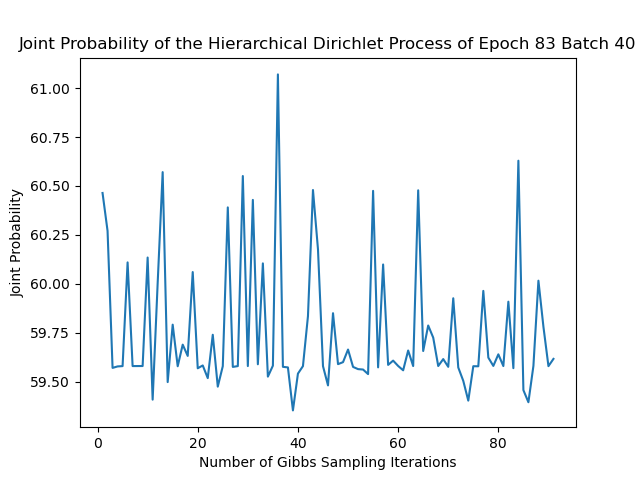 Joint Probability of the Hierarchical Dirichlet Process of Epoch 83 Batch 40
Joint Probability
61.00
60.75
60.50
60.25
60.00
59.75
59.50
0 20 40 60 80
Number of Gibbs Sampling Iterations